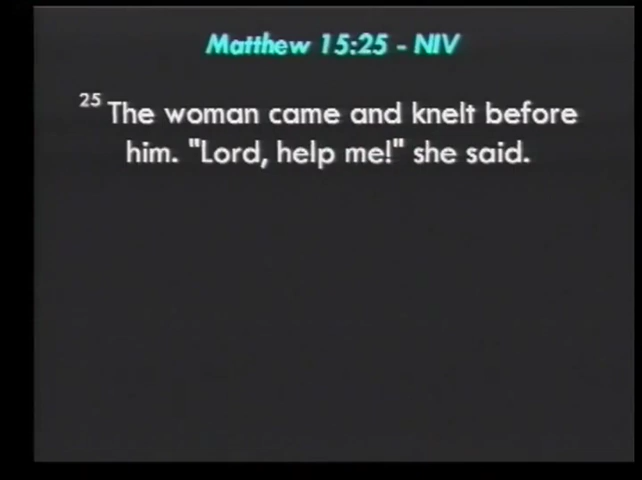 Matthew 15:25 - NIV
25 The woman came and knelt before
him. "Lord, help me!" she said.